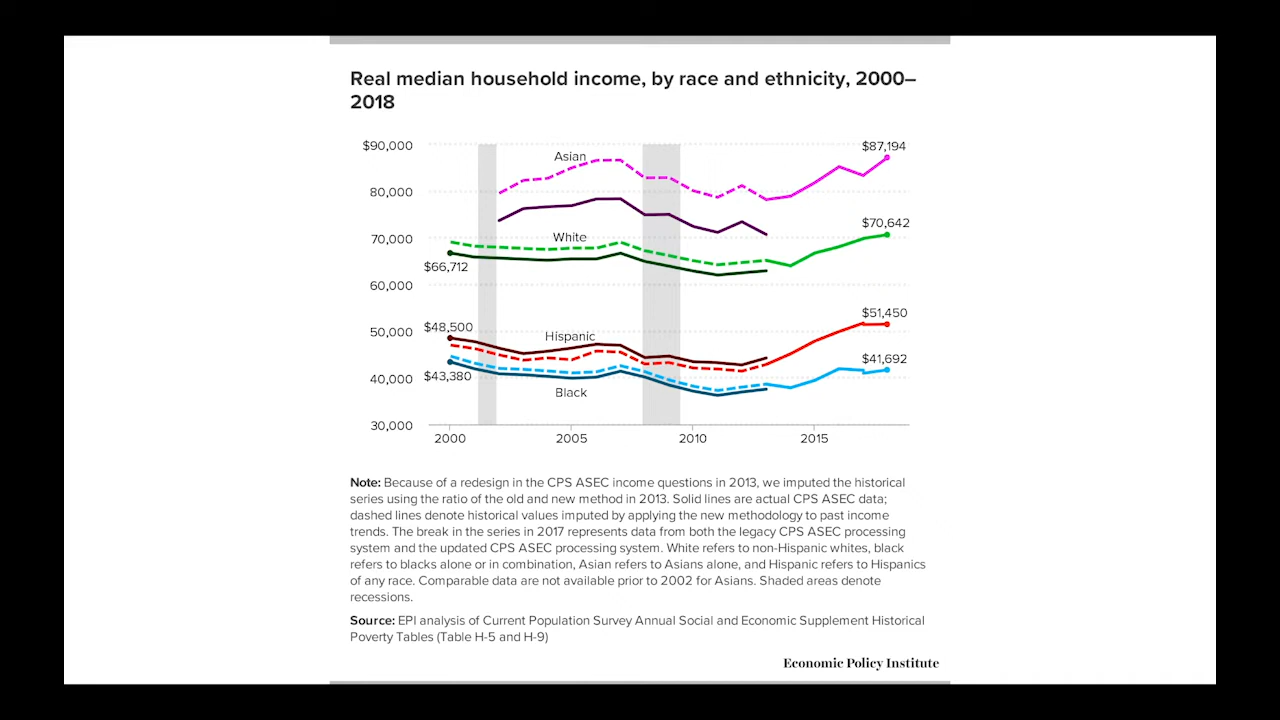 Real median household income, by race and ethnicity, 2000–
2018
$90,000
80,000
70,000
60,000
50,000
40,000
30,000
Asian
$87,194
White
$70,642
$66,712
$48,500
Hispanic
$51,450
$43,380
$41,692
Black
2000
2005
2010
2015
Note: Because of a redesign in the CPS ASEC income questions in 2013, we imputed the historical
series using the ratio of the old and new method in 2013. Solid lines are actual CPS ASEC data;
dashed lines denote historical values imputed by applying the new methodology to past income
trends. The break in the series in 2017 represents data from both the legacy CPS ASEC processing
system and the updated CPS ASEC processing system. White refers to non-Hispanic whites, black
refers to blacks alone or in combination, Asian refers to Asians alone, and Hispanic refers to Hispanics
of any race. Comparable data are not available prior to 2002 for Asians. Shaded areas denote
recessions.
Source: EPI analysis of Current Population Survey Annual Social and Economic Supplement Historical
Poverty Tables (Table H-5 and H-9)
Economic Policy Institute